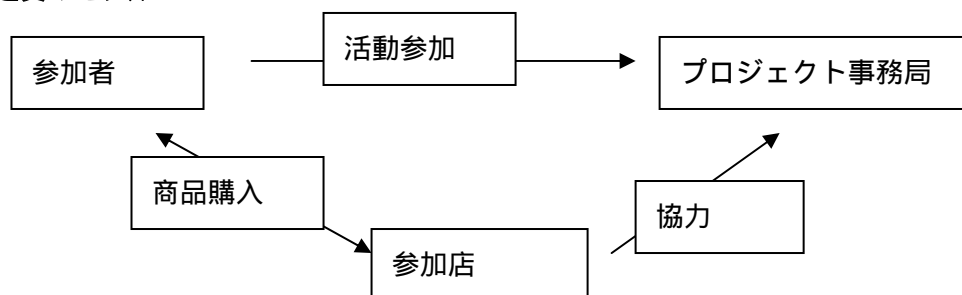 活動参加
参加者
プロジェクト事務局
商品購入
協力
参加店